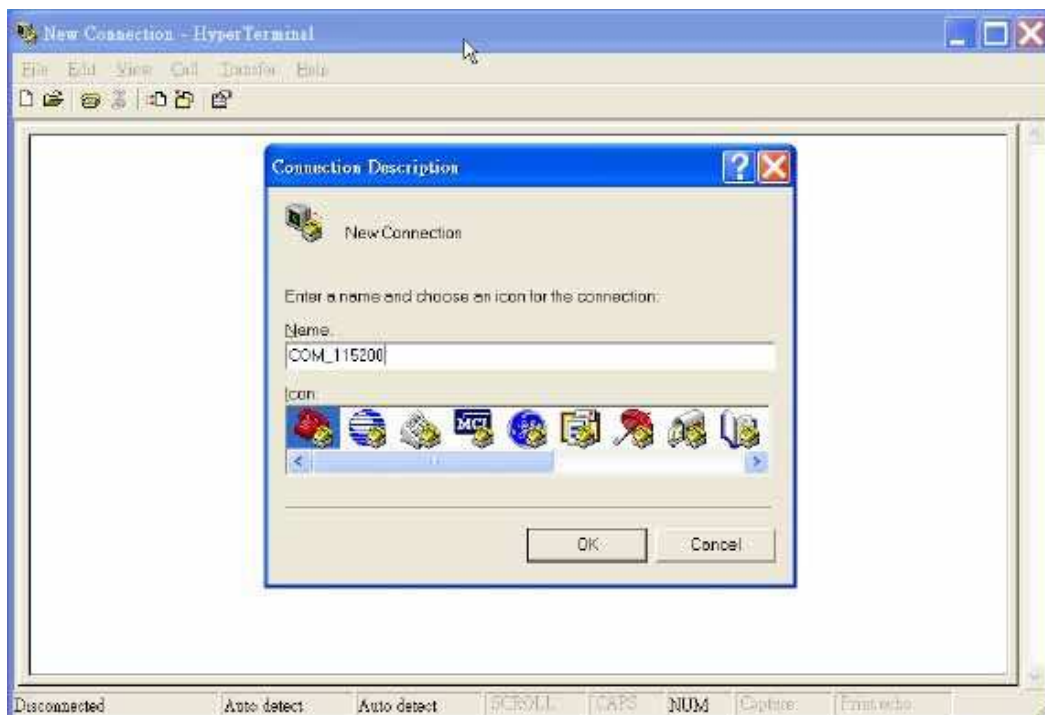 New Connection - HyperTerminal
File Edit View Call Transfer Help
Connection Description
New Connection
Enter a name and choose an icon for the connection:
Name:
COM_115200
Icon:
MCI
OK Cancel
Disconnected Auto detect Auto detect SCROLL CAPS NUM Capture Print echo